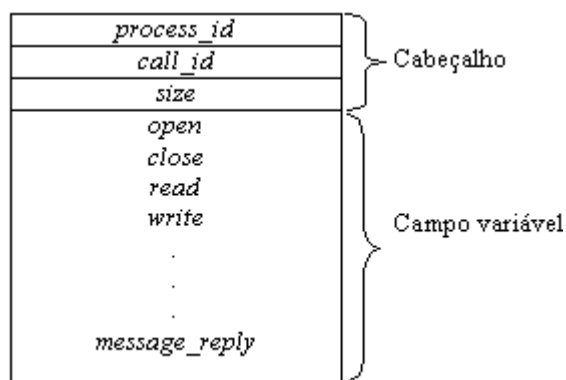 process_id
call_id
Cabeçalho
size
open
close
read
write
Campo variável
.
.
.
message_reply